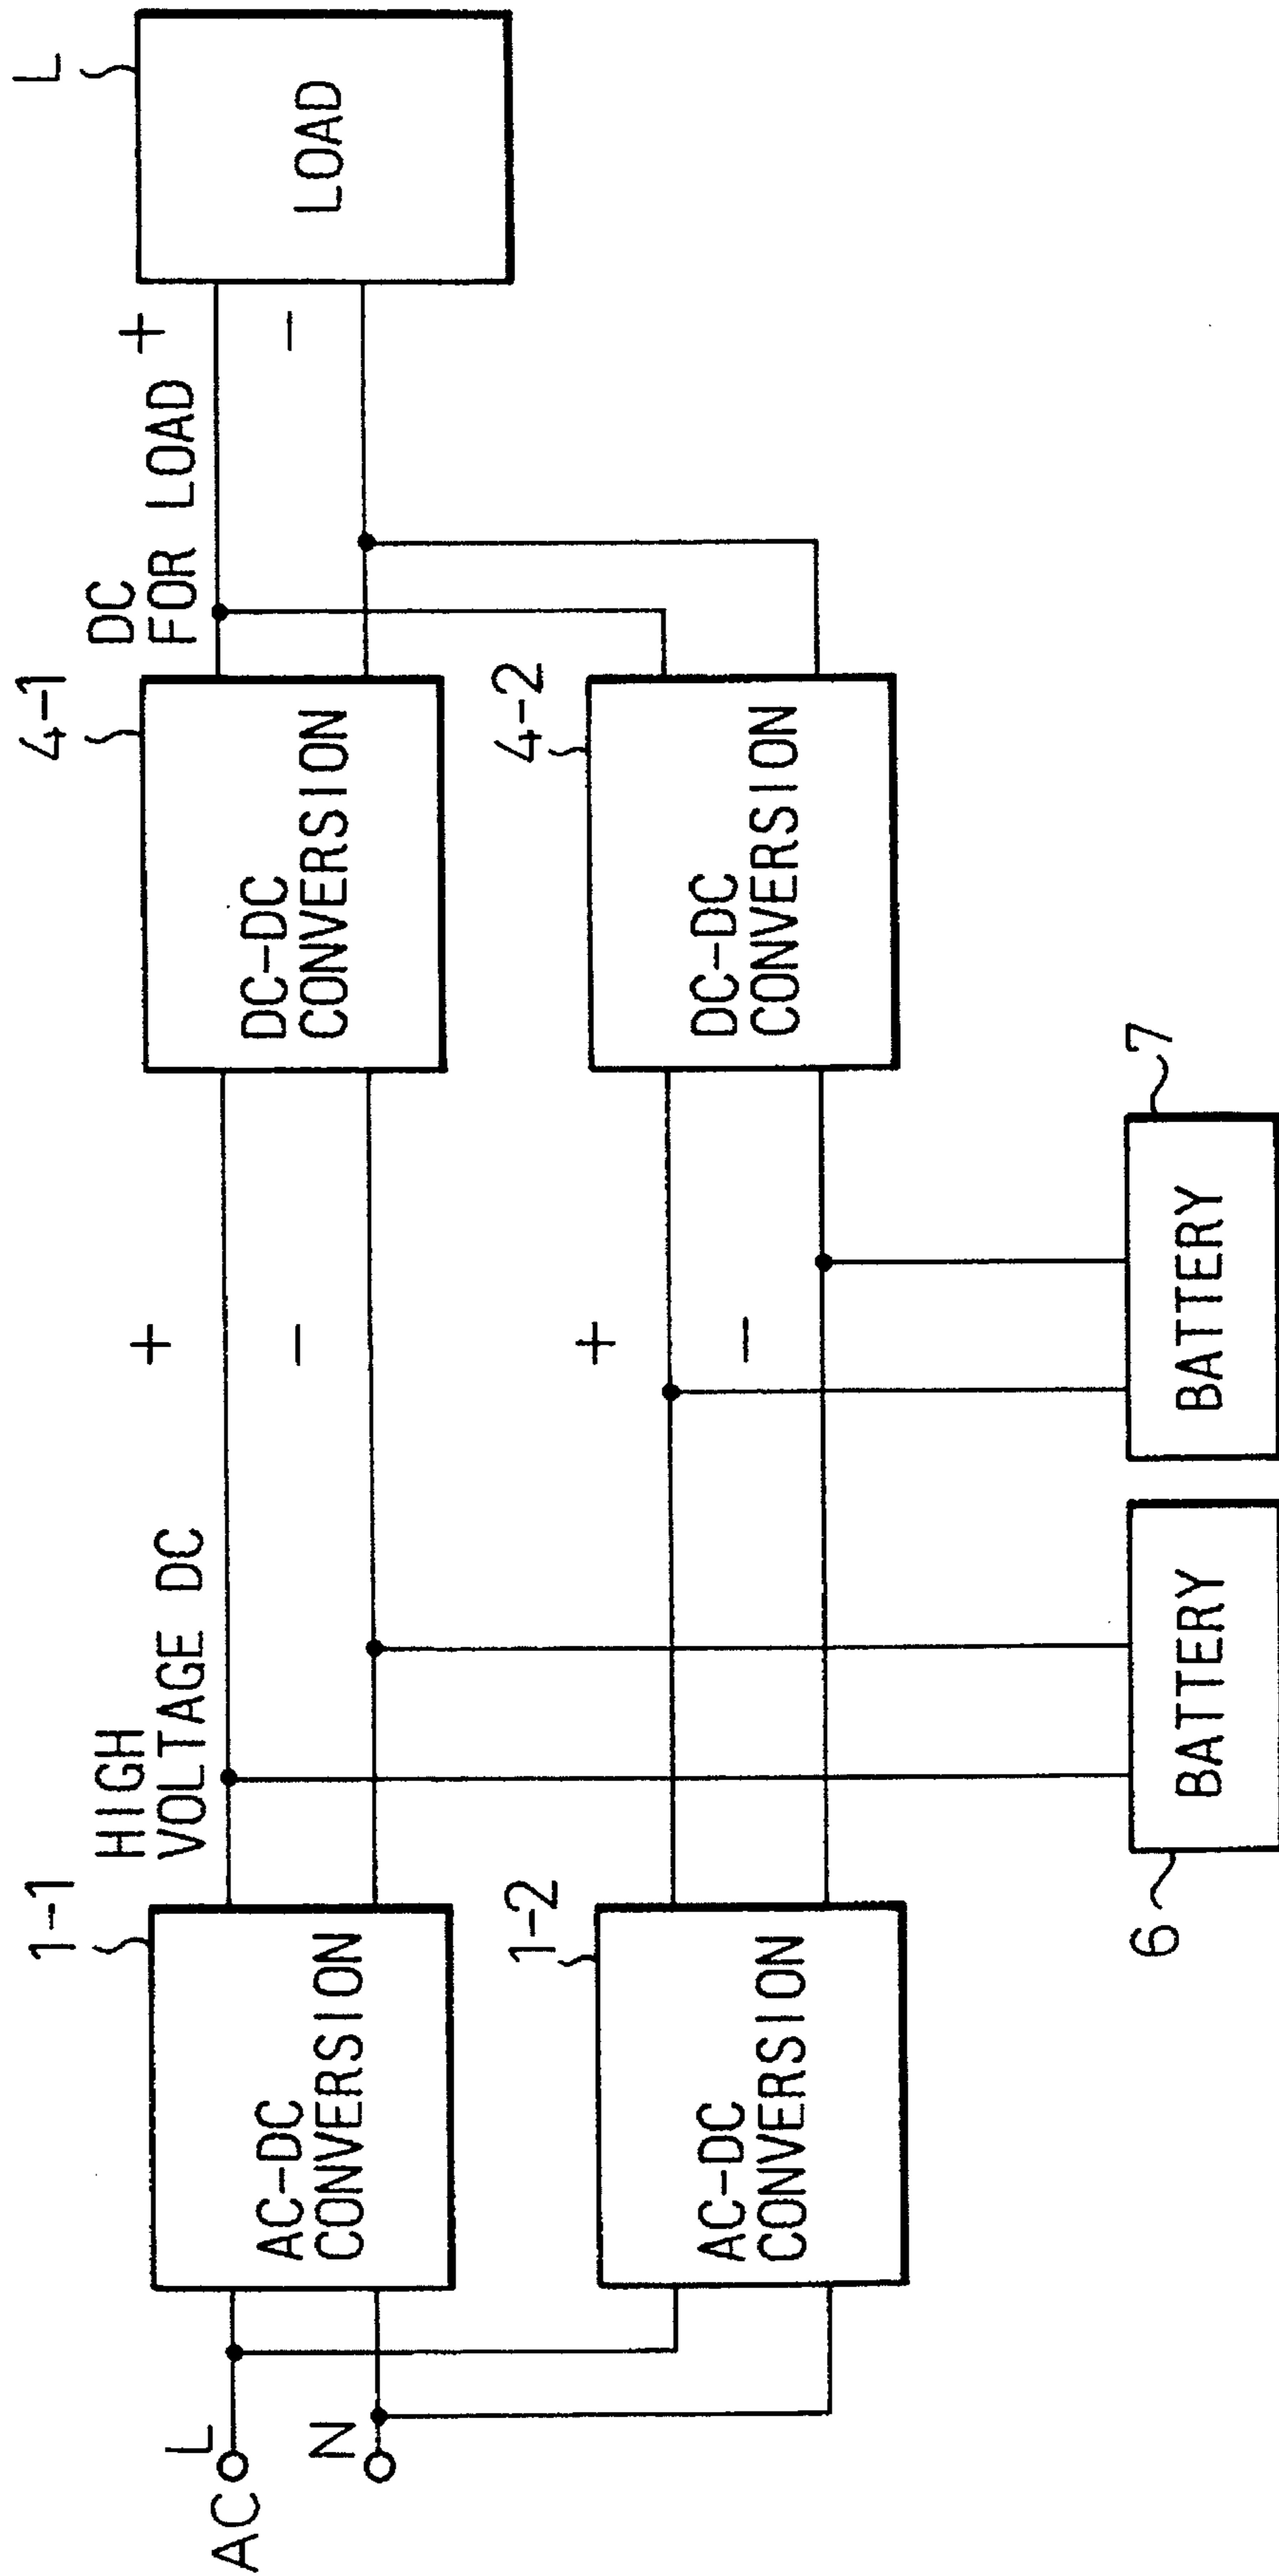 AC
L
N
1-1
AC-DC
CONVERSION
HIGH
VOLTAGE DC
+
−
4-1
DC-DC
CONVERSION
DC
FOR LOAD
+
−
L
LOAD
1-2
AC-DC
CONVERSION
+
−
4-2
DC-DC
CONVERSION
6
BATTERY
BATTERY
7